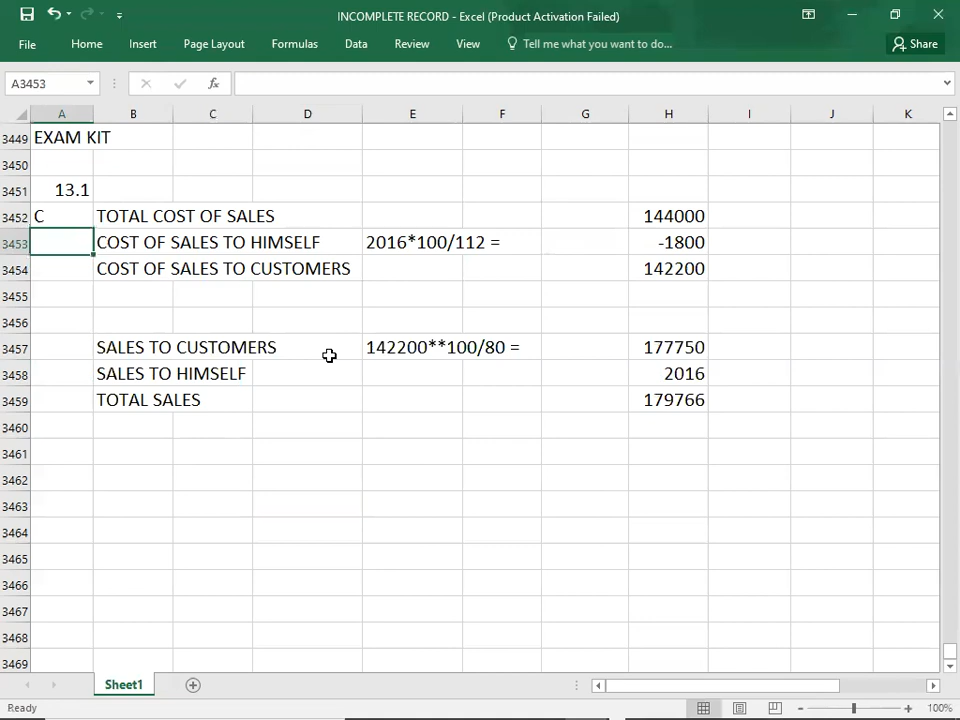 INCOMPLETE RECORD - Excel (Product Activation Failed)
File Home Insert Page Layout Formulas Data Review View Tell me what you want to do... Share
A3453 fx
A B C D E F G H I J K
3449 EXAM KIT
3450
3451 13.1
3452 C TOTAL COST OF SALES 144000
3453 COST OF SALES TO HIMSELF 2016*100/112 = -1800
3454 COST OF SALES TO CUSTOMERS 142200
3455
3456
3457 SALES TO CUSTOMERS 142200**100/80 = 177750
3458 SALES TO HIMSELF 2016
3459 TOTAL SALES 179766
3460
3461
3462
3463
3464
3465
3466
3467
3468
3469
Sheet1
Ready 100%